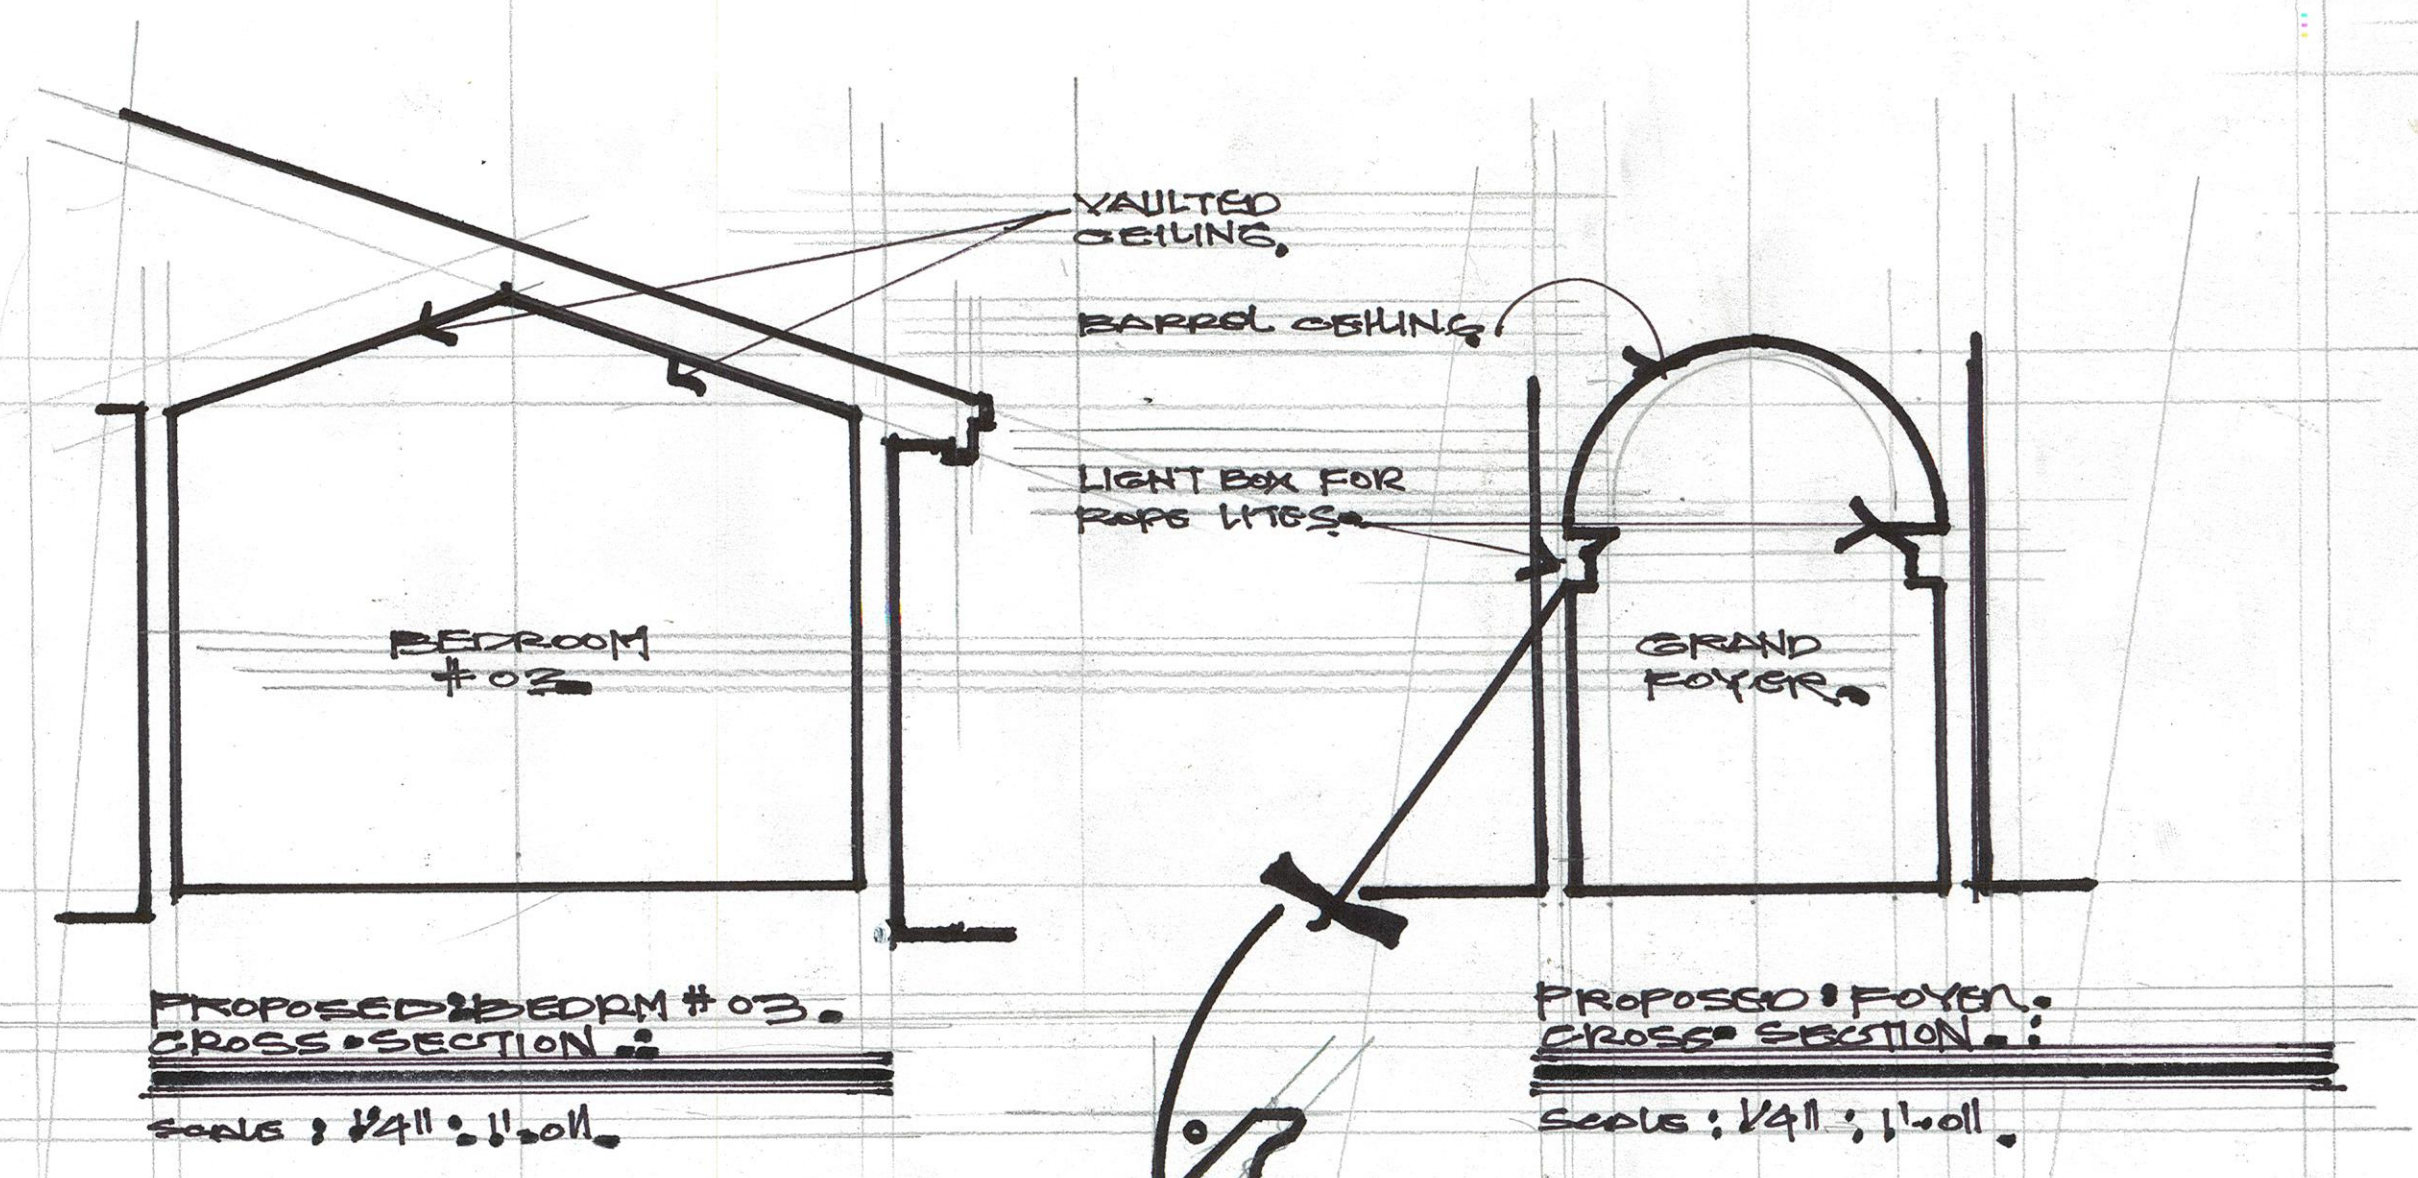 VAULTED
CEILING.
BARREL CEILING.
LIGHT BOX FOR
ROPE LITES.
BEDROOM
# 03.
GRAND
FOYER.
PROPOSED : BEDRM # 03.
CROSS • SECTION . :
SCALE : 1/4" : 1'-0".
PROPOSED : FOYER.
CROSS • SECTION . :
SCALE : 1/4" : 1'-0".